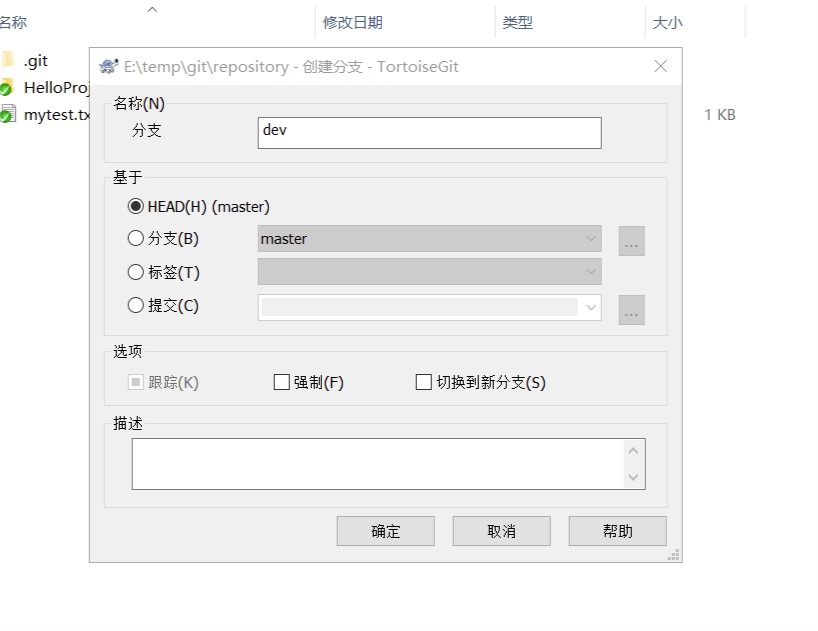 名称 修改日期 类型 大小
.git
HelloProj
mytest.tx 1 KB
E:\temp\git\repository - 创建分支 - TortoiseGit
名称(N)
分支 dev
基于
HEAD(H) (master)
分支(B) master ...
标签(T)
提交(C) ...
选项
跟踪(K) 强制(F) 切换到新分支(S)
描述
确定 取消 帮助